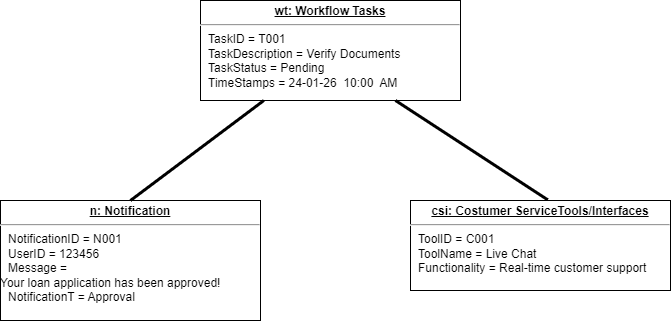 wt: Workflow Tasks
TaskID = T001
TaskDescription = Verify Documents
TaskStatus = Pending
TimeStamps = 24-01-26  10:00  AM
n: Notification
NotificationID = N001
UserID = 123456
Message =
Your loan application has been approved!
NotificationT = Approval
csi: Costumer ServiceTools/Interfaces
ToolID = C001
ToolName = Live Chat
Functionality = Real-time customer support